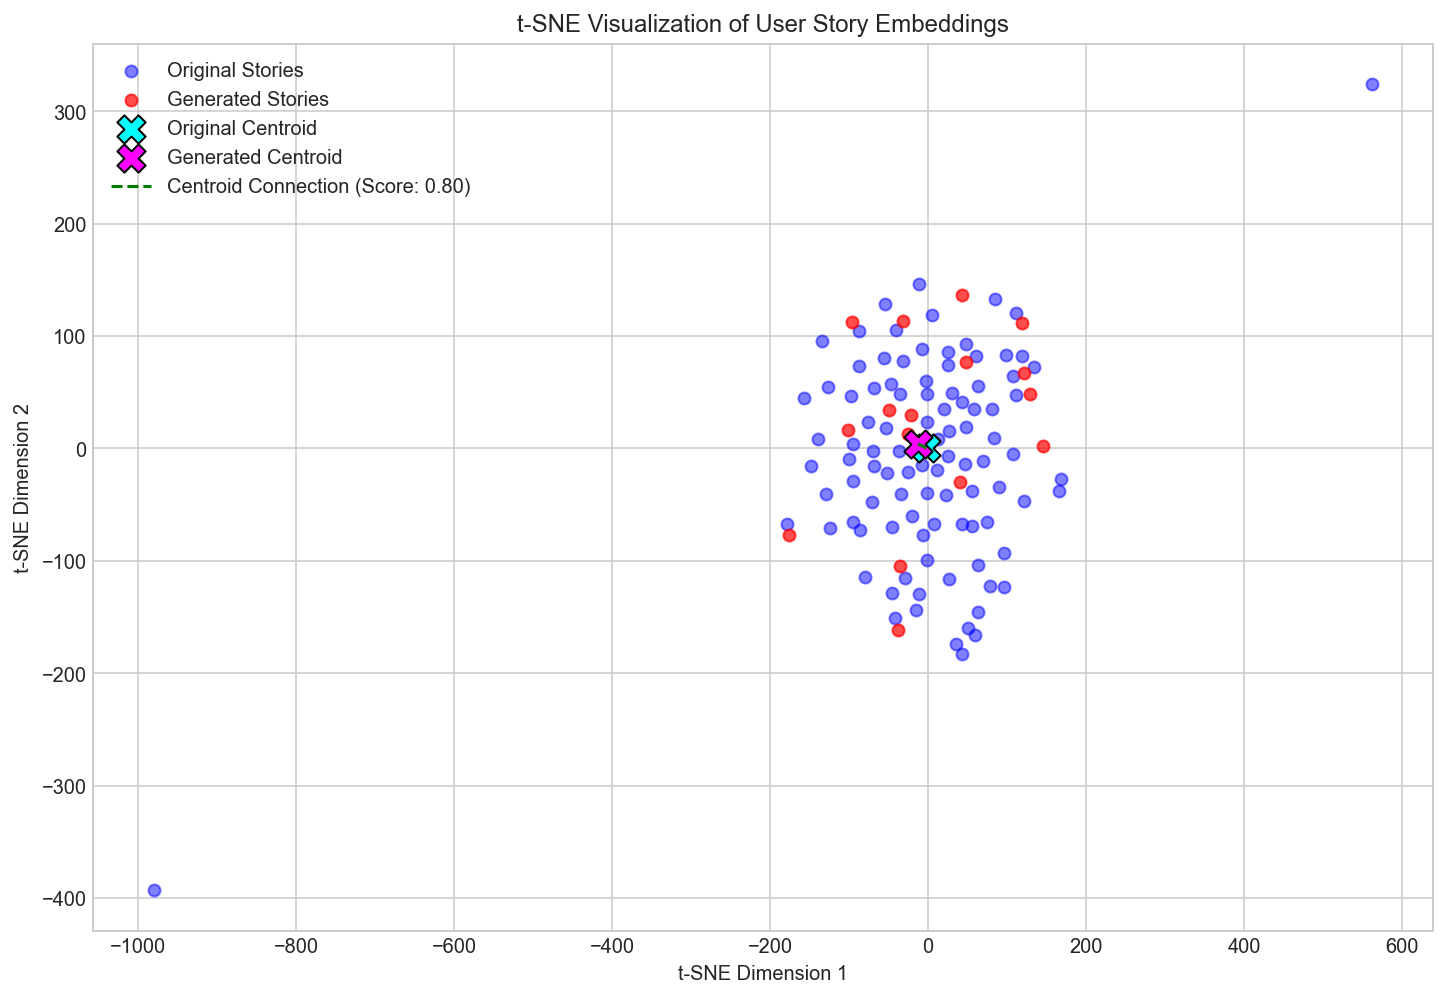 t-SNE Visualization of User Story Embeddings
Original Stories
Generated Stories
Original Centroid
Generated Centroid
Centroid Connection (Score: 0.80)
t-SNE Dimension 2
300
200
100
0
−100
−200
−300
−400
−1000
−800
−600
−400
−200
0
200
400
600
t-SNE Dimension 1